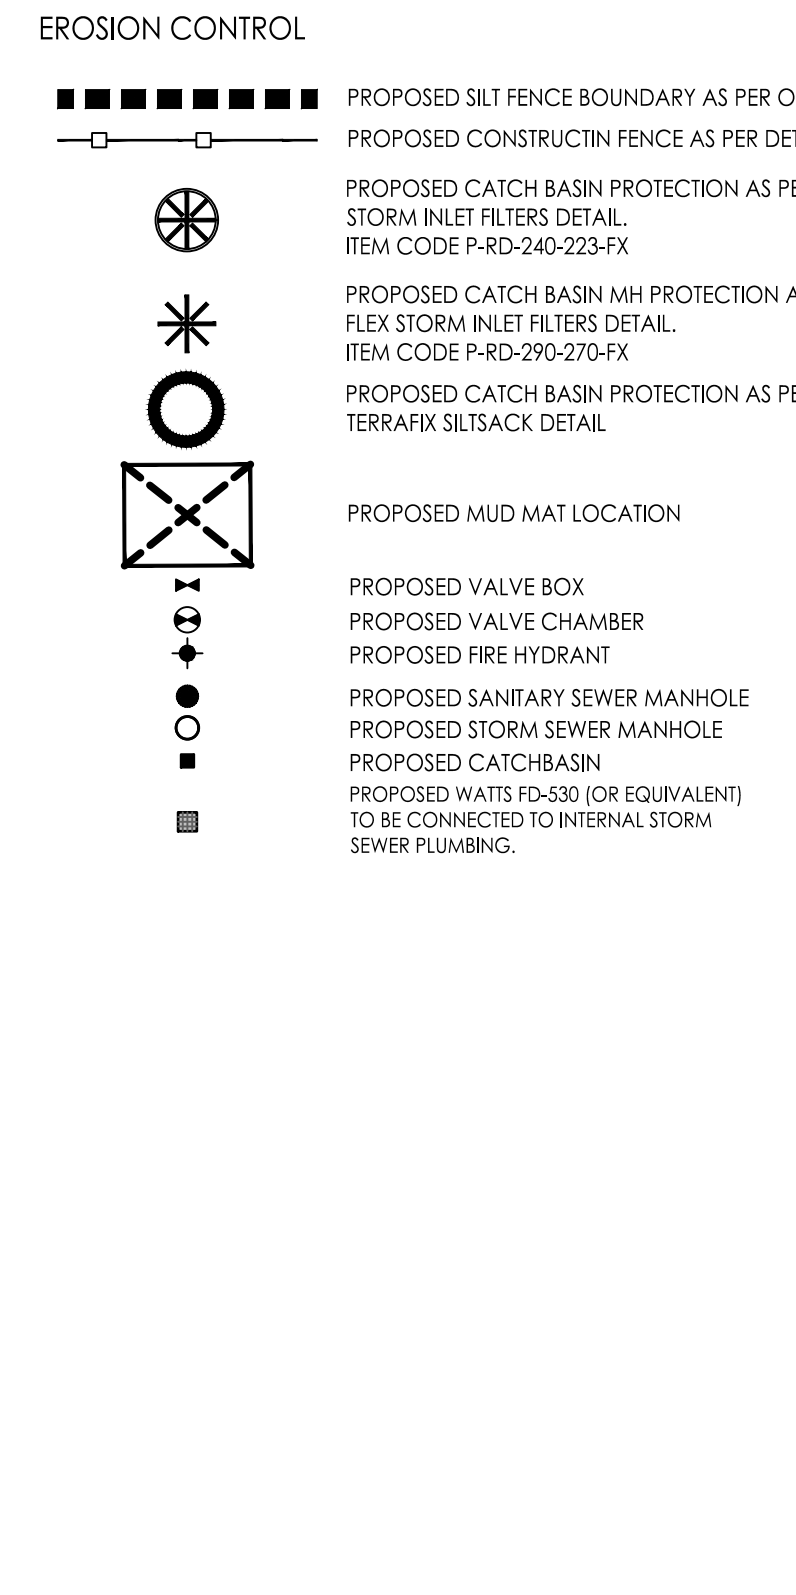 EROSION CONTROL
PROPOSED SILT FENCE BOUNDARY AS PER
PROPOSED CONSTRUCTIN FENCE AS PER
PROPOSED CATCH BASIN PROTECTION AS
STORM INLET FILTERS DETAIL.
ITEM CODE P-RD-240-223-FX
PROPOSED CATCH BASIN MH PROTECTION
FLEX STORM INLET FILTERS DETAIL.
ITEM CODE P-RD-290-270-FX
PROPOSED CATCH BASIN PROTECTION AS
TERRAFIX SILTSACK DETAIL
PROPOSED MUD MAT LOCATION
PROPOSED VALVE BOX
PROPOSED VALVE CHAMBER
PROPOSED FIRE HYDRANT
PROPOSED SANITARY SEWER MANHOLE
PROPOSED STORM SEWER MANHOLE
PROPOSED CATCHBASIN
PROPOSED WATTS FD-530 (OR EQUIVALENT)
TO BE CONNECTED TO INTERNAL STORM
SEWER PLUMBING.